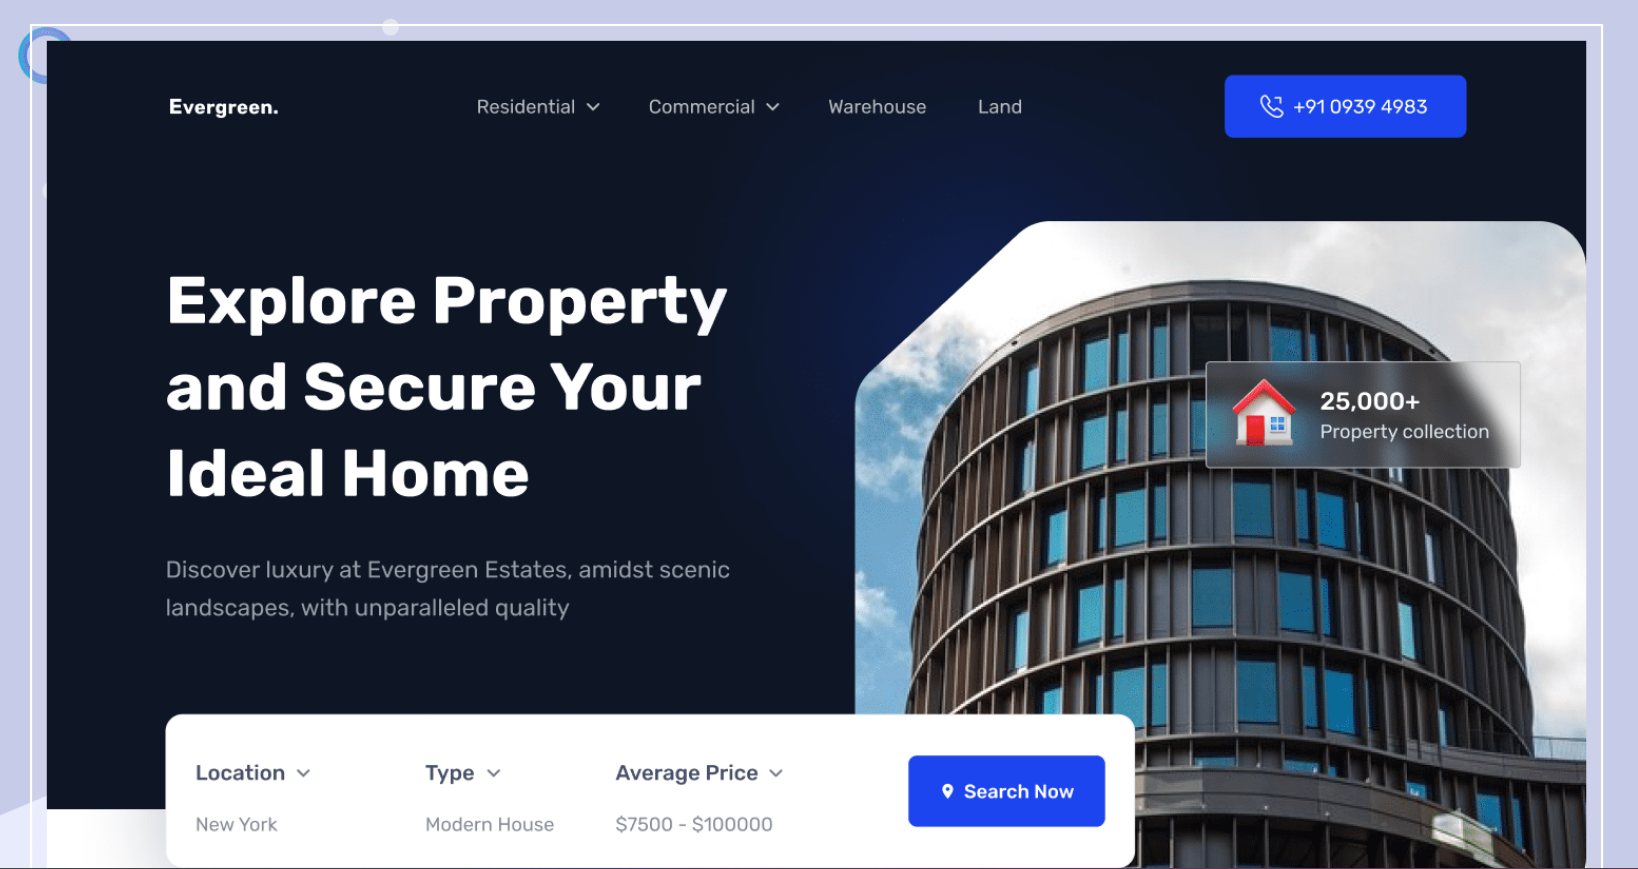 Evergreen.
Residential
Commercial
Warehouse
Land
+91 0939 4983
Explore Property
and Secure Your
Ideal Home
Discover luxury at Evergreen Estates, amidst scenic
landscapes, with unparalleled quality
25,000+
Property collection
Location
Type
Average Price
New York
Modern House
$7500 - $100000
Search Now